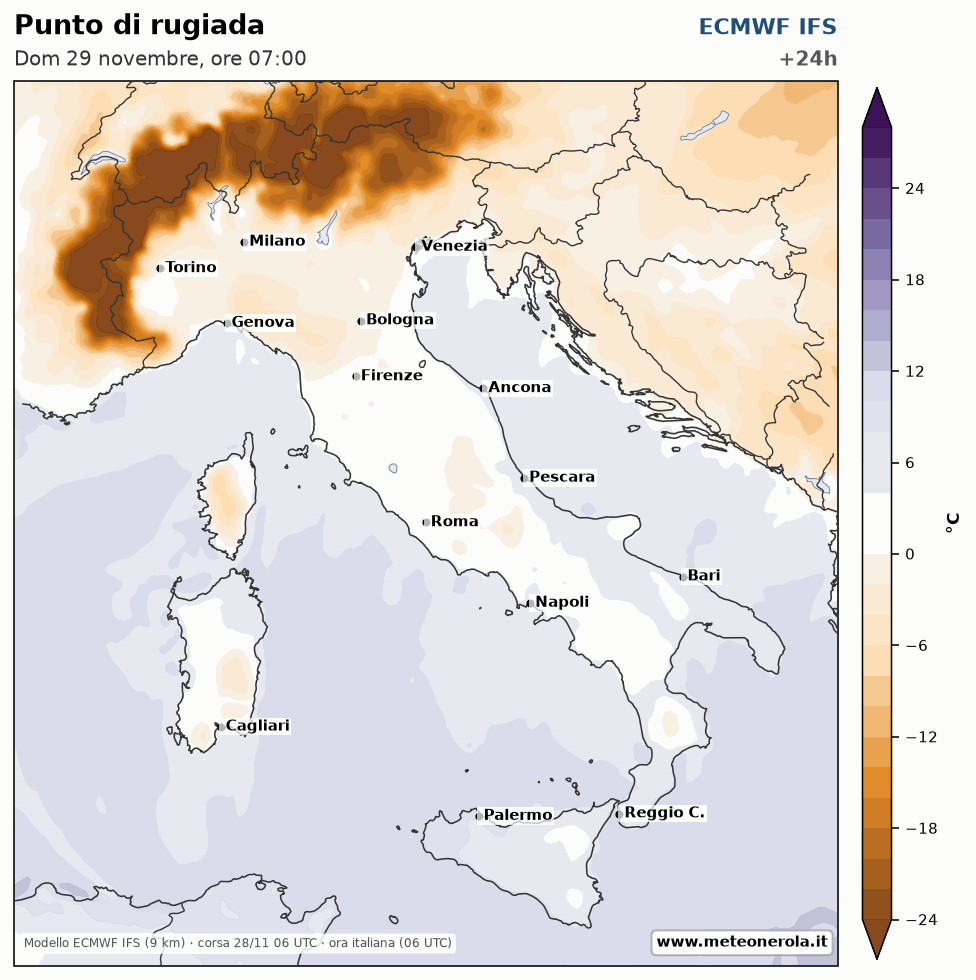 Punto di rugiada
ECMWF IFS
Dom 29 novembre, ore 07:00
+24h
Milano
Venezia
Torino
Genova
Bologna
Firenze
Ancona
Pescara
Roma
Bari
Napoli
Cagliari
Palermo
Reggio C.
24
18
12
6
0
−6
−12
−18
−24
°C
Modello ECMWF IFS (9 km) · corsa 28/11 06 UTC · ora italiana (06 UTC)
www.meteonerola.it